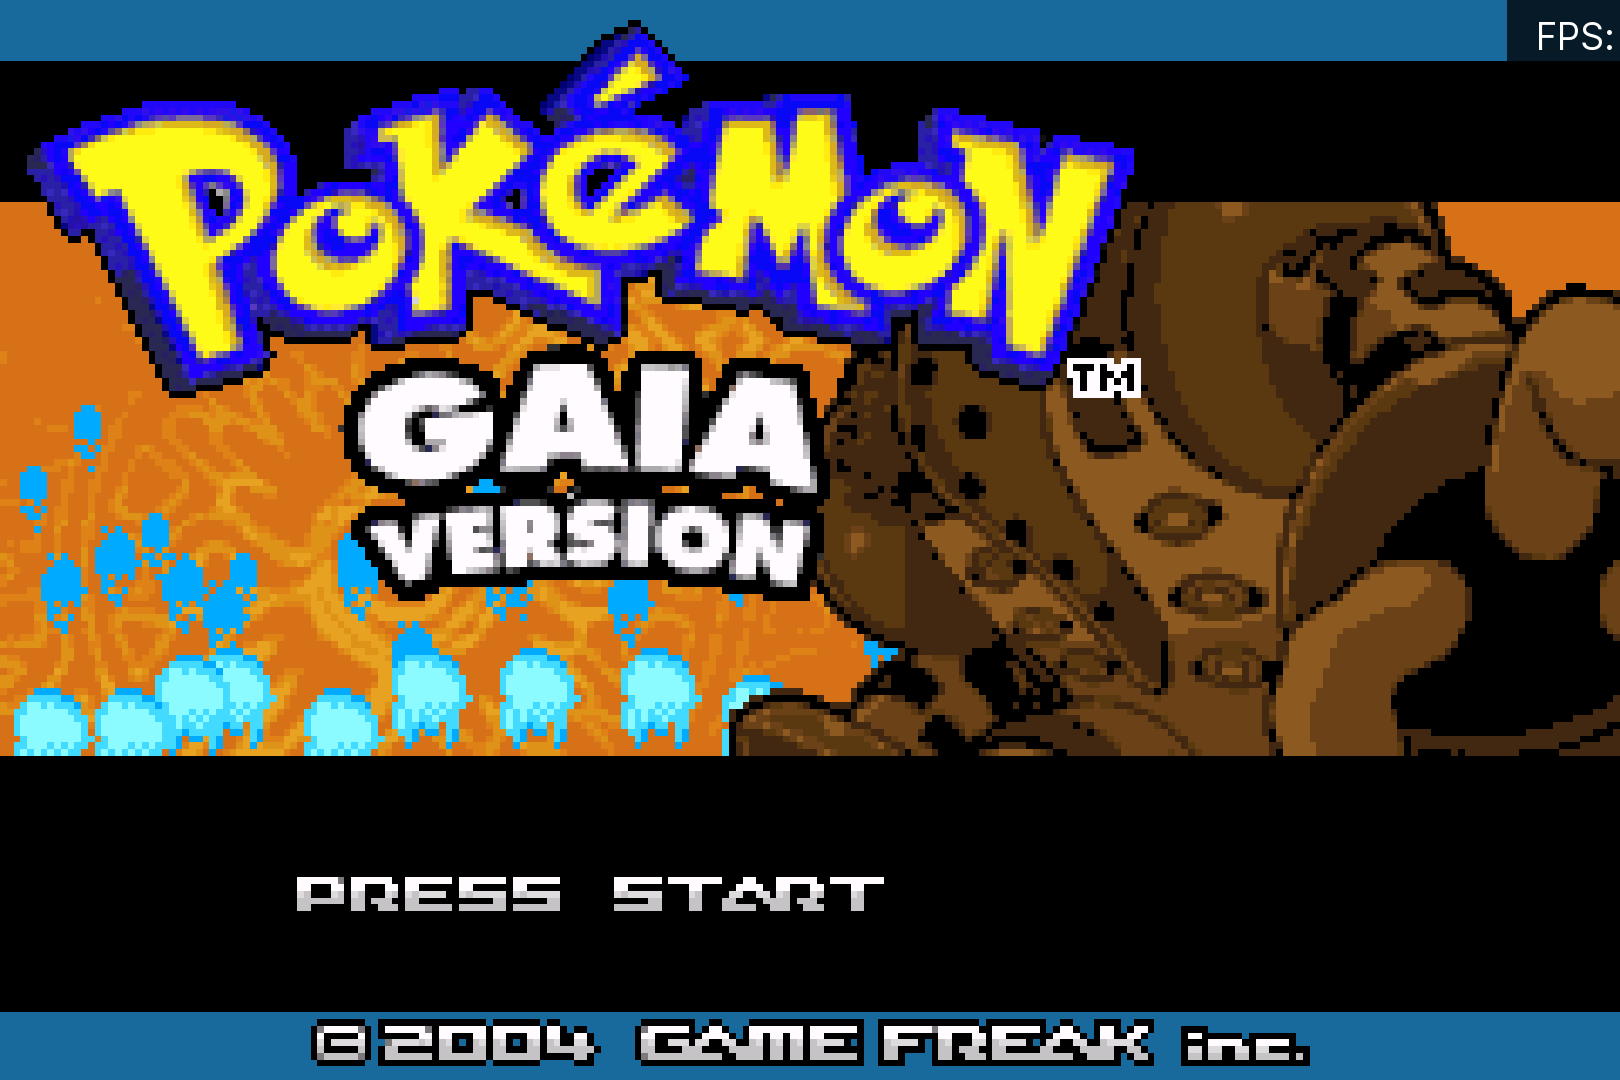 FPS:
POKéMON
TM
GAIA
VERSION
PRESS START
© 2004 GAME FREAK inc.